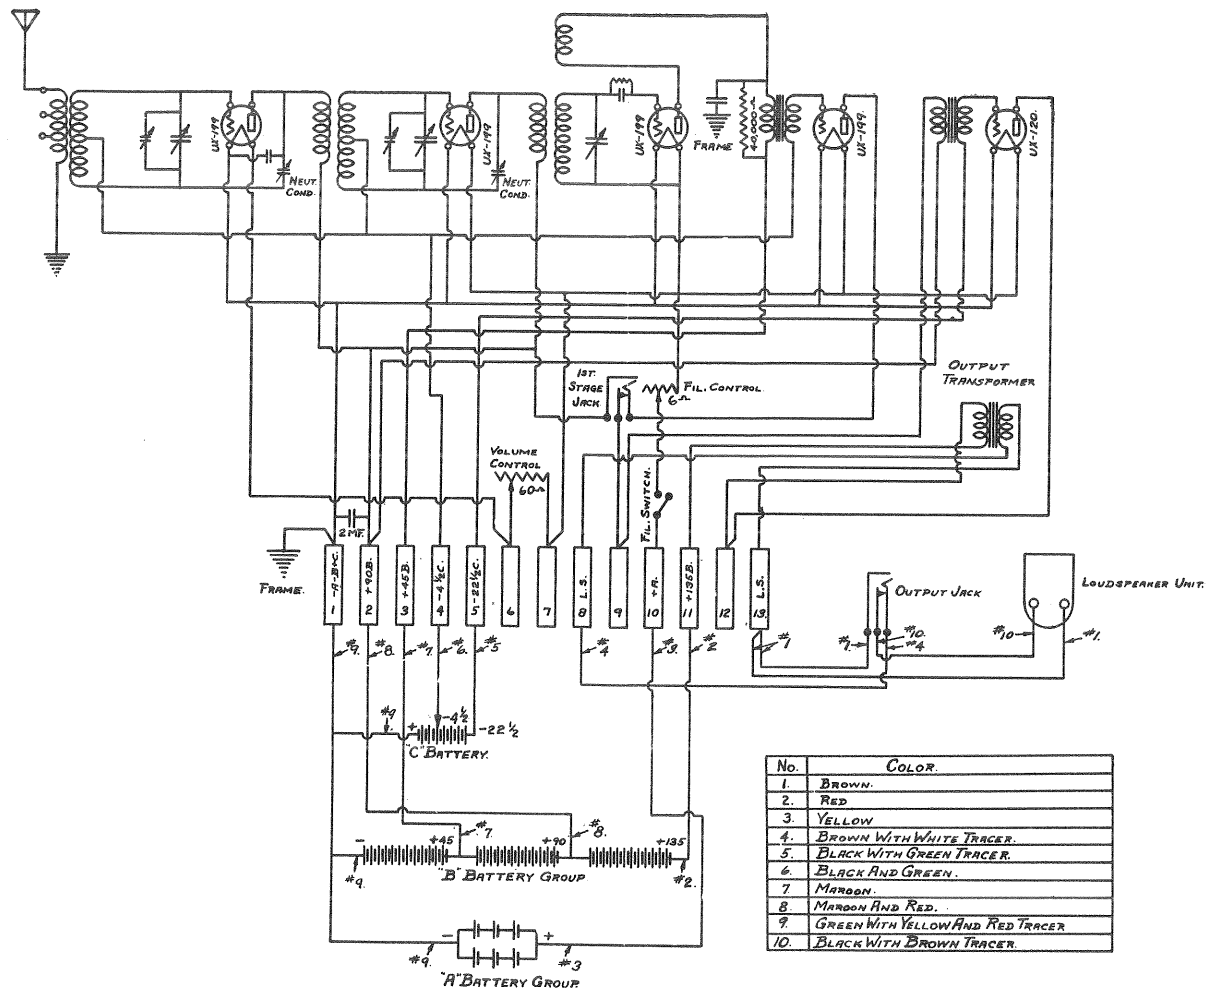 UX-199
NEUT.
COND.
UX-199
NEUT.
COND.
UX-199
FRAME
40,000 Ω
UX-199.
UX-120.
OUTPUT
TRANSFORMER
1ST.
STAGE
JACK
FIL. CONTROL
6Ω
VOLUME
CONTROL
60Ω
FIL. SWITCH.
2 MF.
FRAME.
1 -A-B+C.
2 +90B.
3 +45B.
4 -4½C.
5 -22½C.
6
7
8 L.S.
9
10 +A.
11 +135B.
12
13 L.S.
OUTPUT JACK
LOUDSPEAKER UNIT.
#9.
#8.
#7.
#6.
#5
#4
#3.
#2
#1
#1.
#10.
#4
#10
#1.
#9
+
-4½
-22½
"C" BATTERY.
- +45
#7.
+90
#8.
+135
#9.
"B" BATTERY GROUP
#2.
- +
#9.
#3
"A" BATTERY GROUP.
No. COLOR.
1. BROWN.
2. RED
3 YELLOW
4. BROWN WITH WHITE TRACER.
5 BLACK WITH GREEN TRACER.
6. BLACK AND GREEN.
7 MAROON.
8 MAROON AND RED.
9. GREEN WITH YELLOW AND RED TRACER
10. BLACK WITH BROWN TRACER.